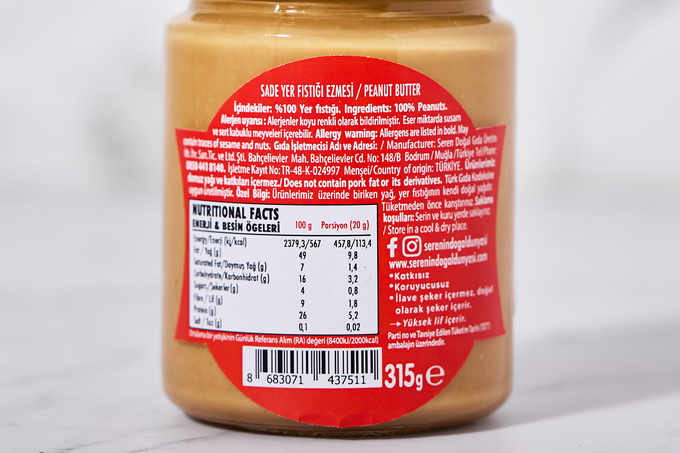 SADE YER FISTIĞI EZMESİ / PEANUT BUTTER
İçindekiler: %100 Yer fıstığı. Ingredients: 100% Peanuts.
Alerjen uyarısı: Alerjenler koyu renkli olarak bildirilmiştir. Eser miktarda susam
ve sert kabuklu meyveleri içerebilir. Allergy warning: Allergens are listed in bold. May
contain traces of sesame and nuts. Gıda İşletmecisi Adı ve Adresi: / Manufacturer: Seren Doğal Gıda Üretim
İth. İhr. San. Tic. ve Ltd. Şti. Bahçelievler Mah. Bahçelievler Cd. No: 148/B Bodrum / Muğla /Türkiye Tel/Phone:
0850 441 8140. İşletme Kayıt No: TR-48-K-024997 Menşei/Country of origin: TÜRKİYE. Ürünlerimiz
domuz yağı ve katkıları içermez./ Does not contain pork fat or its derivatives. Türk Gıda Kodeksine
uygun üretilmiştir. Özel Bilgi: Ürünlerimiz üzerinde biriken yağ, yer fıstığının kendi doğal yağıdır.
Tüketmeden önce karıştırınız. Saklama
koşulları: Serin ve kuru yerde saklayınız.
/ Store in a cool & dry place.
NUTRITIONAL FACTS
ENERJİ & BESİN ÖGELERİ 100 g Porsiyon (20 g)
Energy/Enerji (kj/kcal) 2379,3/567 457,8/113,4
Fat / Yağ (g) 49 9,8
Saturated Fat/Doymuş Yağ (g) 7 1,4
Carbohydrate/Karbonhidrat (g) 16 3,2
Sugars/Şekerler (g) 4 0,8
Fibre / Lif (g) 9 1,8
Protein (g) 26 5,2
Salt / Tuz (g) 0,1 0,02
Ortalama bir yetişkinin Günlük Referans Alım (RA) değeri (8400kJ/2000kcal)
serenindogaldunyasi
www.serenindogaldunyasi.com
•Katkısız
•Koruyucusuz
•İlave şeker içermez, doğal
olarak şeker içerir.
→Yüksek lif içerir.
Parti no ve Tavsiye Edilen Tüketim Tarihi (TETT)
ambalajın üzerindedir.
8 683071 437511
315g e